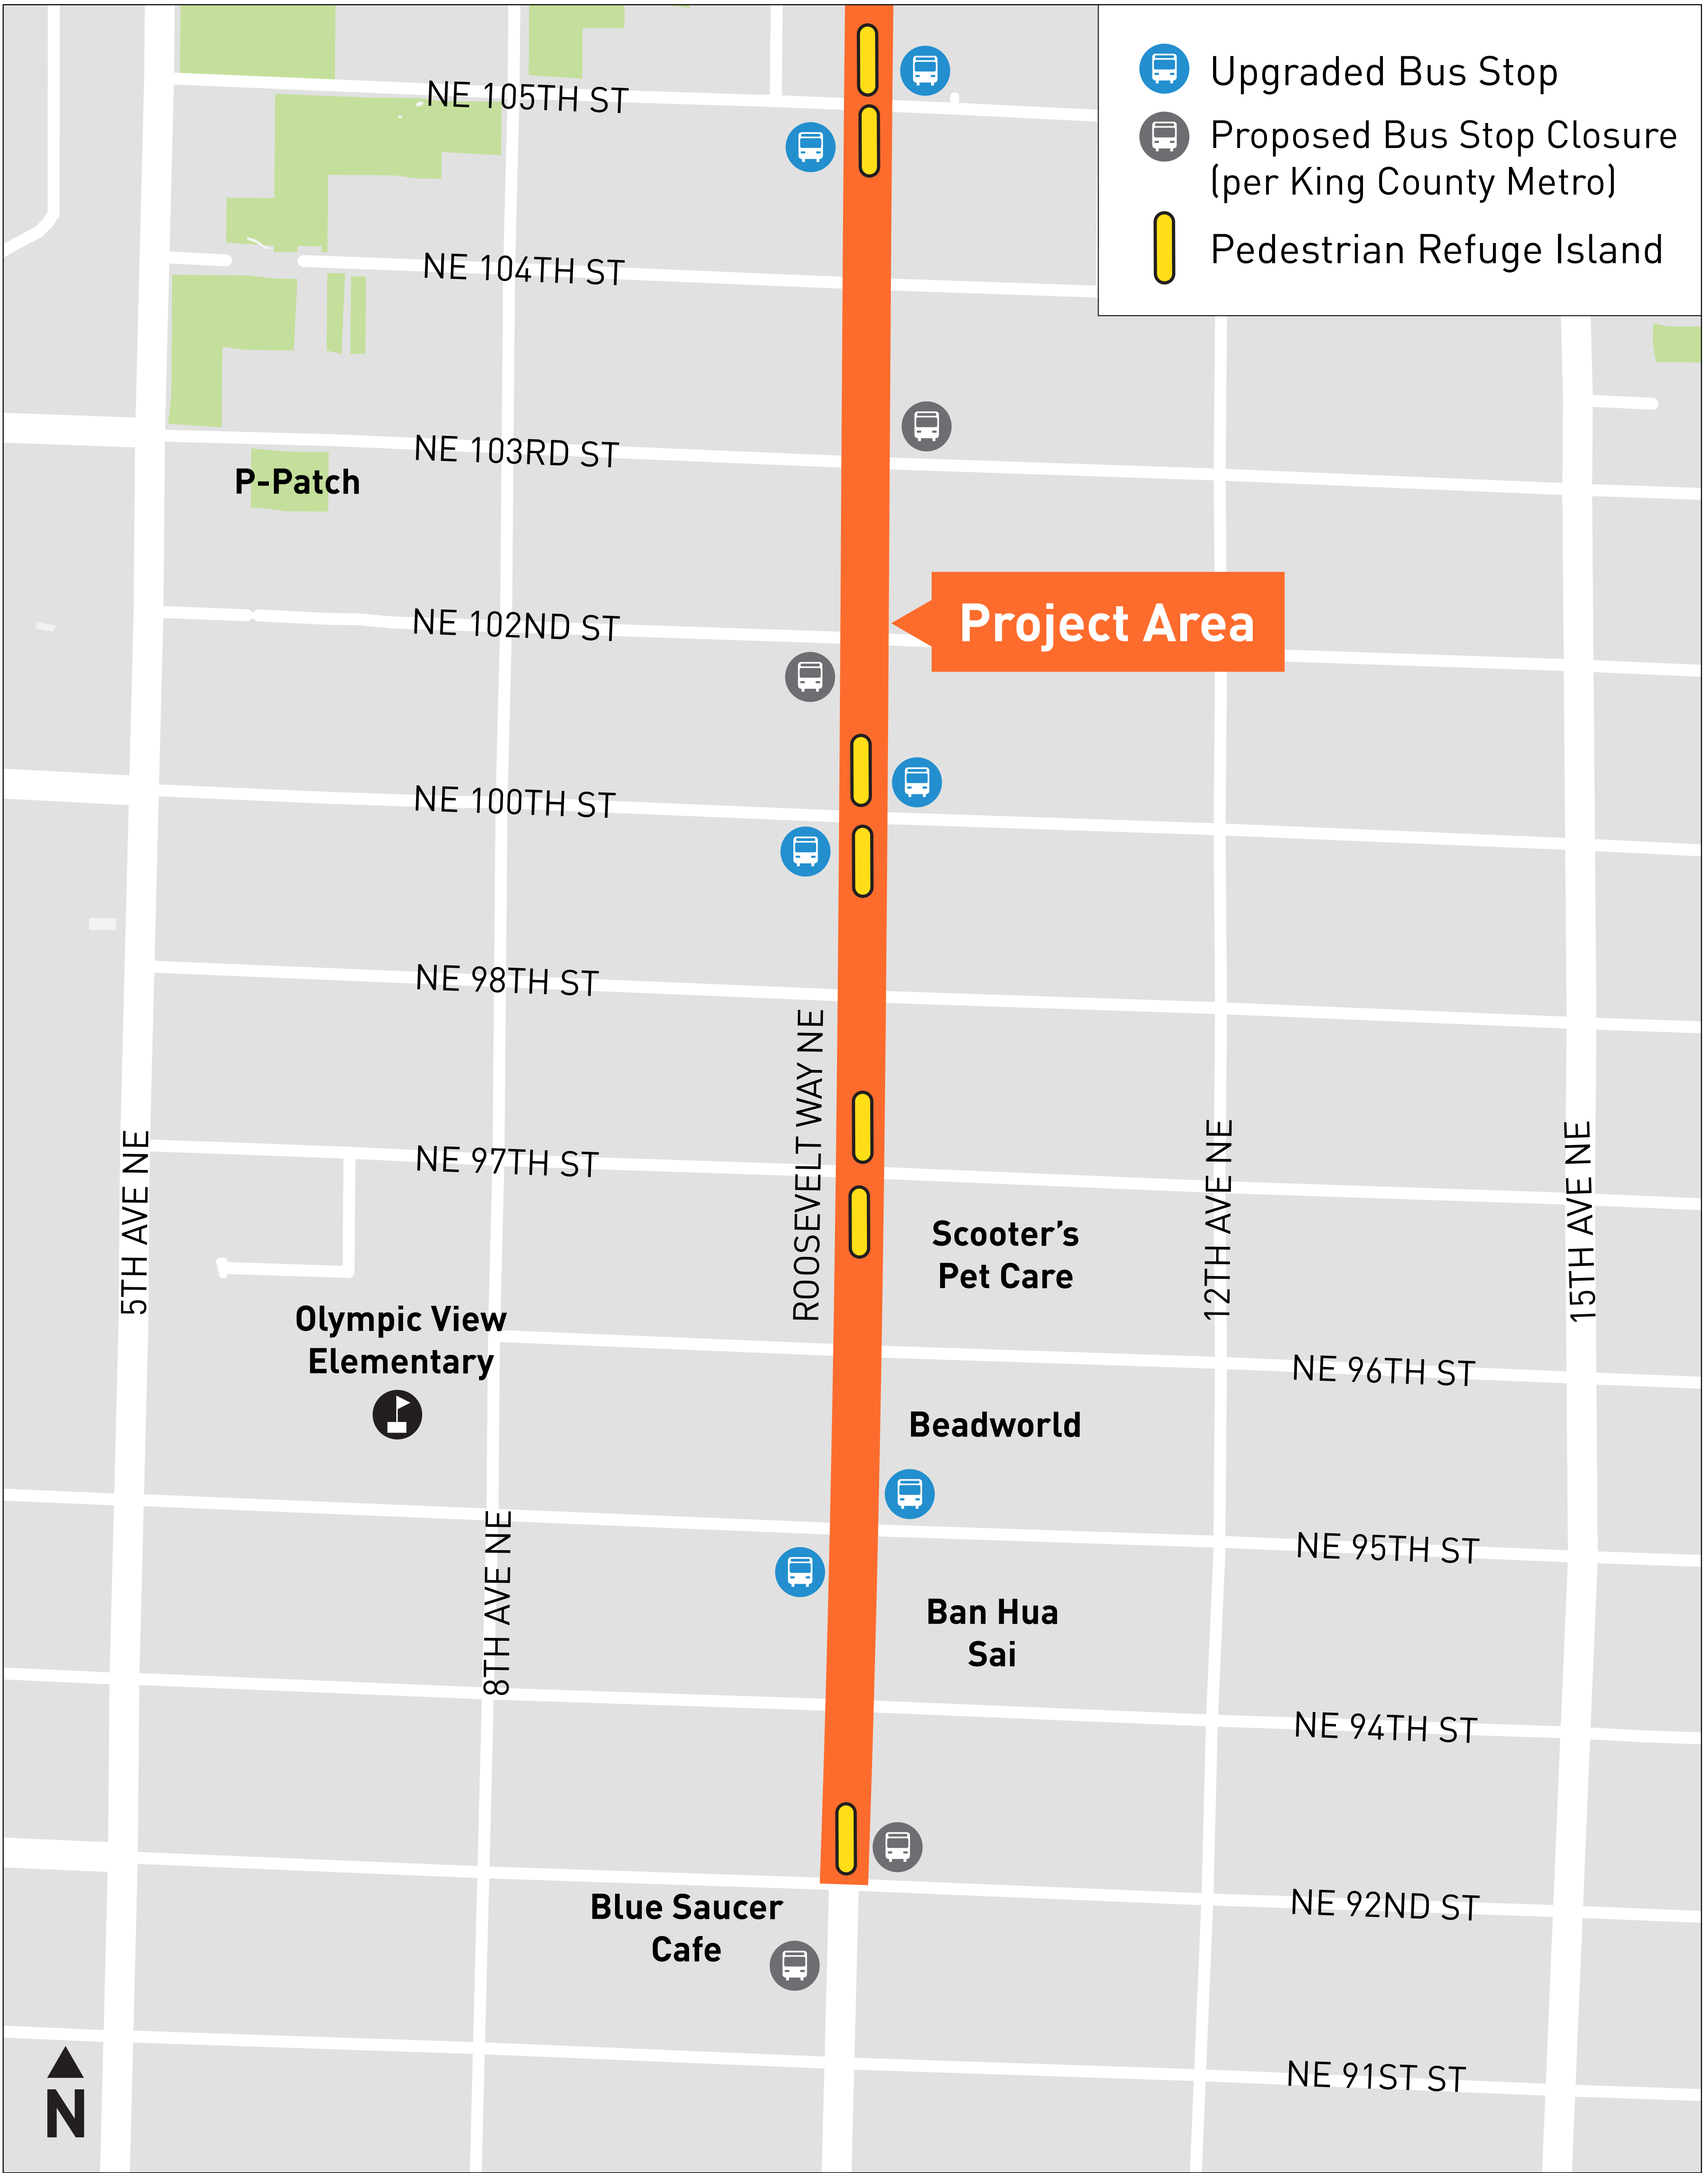 Upgraded Bus Stop
Proposed Bus Stop Closure
(per King County Metro)
Pedestrian Refuge Island
NE 105TH ST
NE 104TH ST
NE 103RD ST
P-Patch
NE 102ND ST
Project Area
NE 100TH ST
NE 98TH ST
ROOSEVELT WAY NE
NE 97TH ST
5TH AVE NE
12TH AVE NE
15TH AVE NE
Scooter’s
Pet Care
Olympic View
Elementary
NE 96TH ST
Beadworld
8TH AVE NE
NE 95TH ST
Ban Hua
Sai
NE 94TH ST
NE 92ND ST
Blue Saucer
Cafe
NE 91ST ST
N